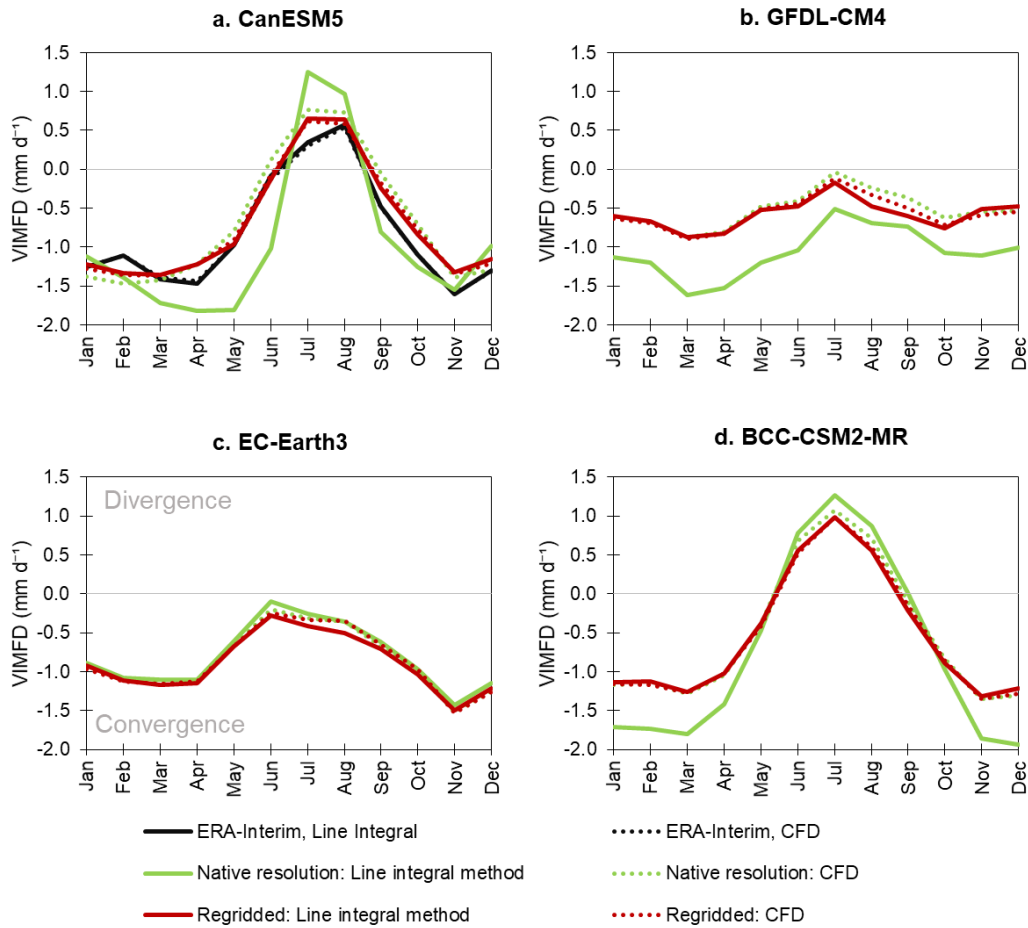 a. CanESM5
b. GFDL-CM4
VIMFD (mm d⁻¹)
1.5
1.0
0.5
0.0
-0.5
-1.0
-1.5
-2.0
Jan
Feb
Mar
Apr
May
Jun
Jul
Aug
Sep
Oct
Nov
Dec
VIMFD (mm d⁻¹)
1.5
1.0
0.5
0.0
-0.5
-1.0
-1.5
-2.0
Jan
Feb
Mar
Apr
May
Jun
Jul
Aug
Sep
Oct
Nov
Dec
c. EC-Earth3
d. BCC-CSM2-MR
VIMFD (mm d⁻¹)
1.5
1.0
0.5
0.0
-0.5
-1.0
-1.5
-2.0
Divergence
Convergence
Jan
Feb
Mar
Apr
May
Jun
Jul
Aug
Sep
Oct
Nov
Dec
VIMFD (mm d⁻¹)
1.5
1.0
0.5
0.0
-0.5
-1.0
-1.5
-2.0
Jan
Feb
Mar
Apr
May
Jun
Jul
Aug
Sep
Oct
Nov
Dec
ERA-Interim, Line Integral
ERA-Interim, CFD
Native resolution: Line integral method
Native resolution: CFD
Regridded: Line integral method
Regridded: CFD